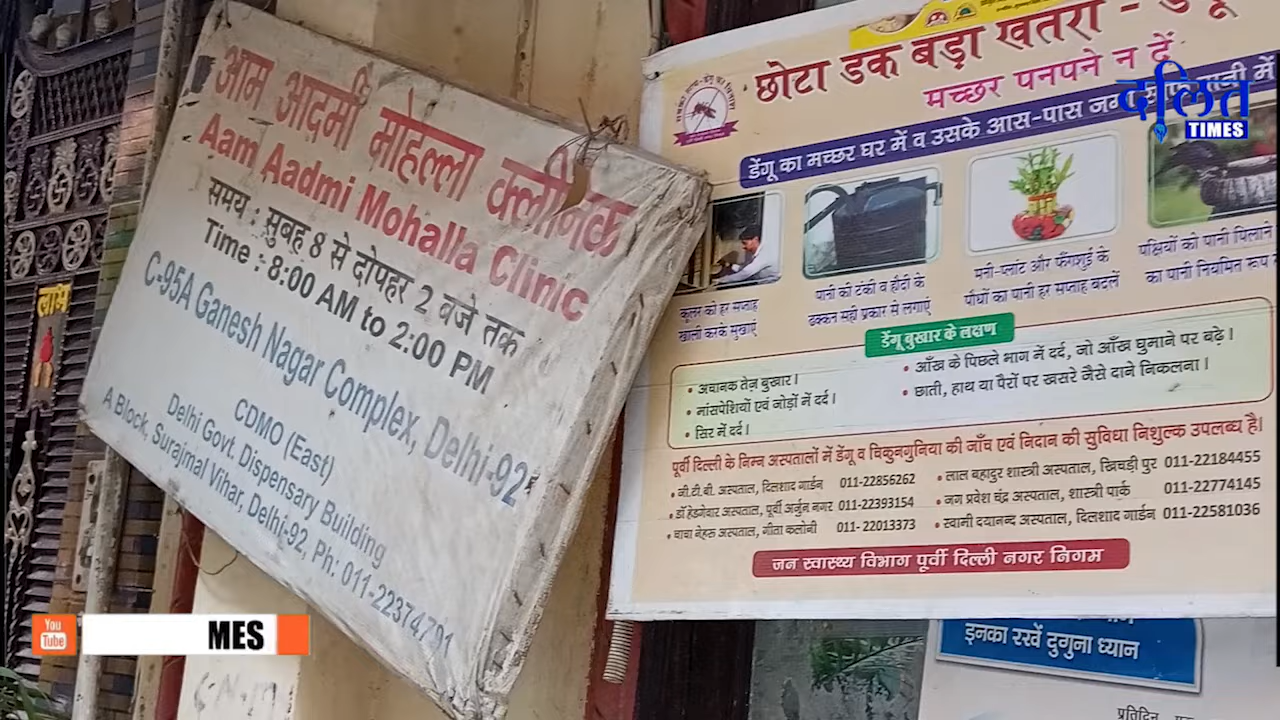 आम आदमी मोहल्ला क्लीनिक
Aam Aadmi Mohalla Clinic
समय : सुबह 8 से दोपहर 2 बजे तक
Time : 8:00 AM to 2:00 PM
C-95A Ganesh Nagar Complex, Delhi-92
CDMO (East)
Delhi Govt. Dispensary Building
A Block, Surajmal Vihar, Delhi-92, Ph: 011-22374791
लाभ
छोटा डंक बड़ा खतरा -
मच्छर पनपने न दें
डेंगू का मच्छर घर में व उसके आस-पास जमा पानी में
कूलर को हर सप्ताह
खाली करके सुखाएं
पानी की टंकी व हौदी के
ढक्कन सही प्रकार से लगाएं
मनी-प्लांट और फेंगशुई के
पौधों का पानी हर सप्ताह बदलें
पक्षियों को पानी पिलाने
का पानी नियमित रूप
डेंगू बुखार के लक्षण
• अचानक तेज़ बुखार।
• मांसपेशियों एवं जोड़ों में दर्द।
• सिर में दर्द।
• आँख के पिछले भाग में दर्द, जो आँख घुमाने पर बढ़े।
• छाती, हाथ या पैरों पर खसरे जैसे दाने निकलना।
पूर्वी दिल्ली के निम्न अस्पतालों में डेंगू व चिकुनगुनिया की जाँच एवं निदान की सुविधा निशुल्क उपलब्ध है।
• जी.टी.बी. अस्पताल, दिलशाद गार्डन 011-22856262
• डॉ हेडगेवार अस्पताल, पूर्वी अर्जुन नगर 011-22393154
• चाचा नेहरू अस्पताल, गीता कलोनी 011- 22013373
• लाल बहादुर शास्त्री अस्पताल, खिचड़ी पुर 011-22184455
• जग प्रवेश चंद्र अस्पताल, शास्त्री पार्क 011-22774145
• स्वामी दयानन्द अस्पताल, दिलशाद गार्डन 011-22581036
जन स्वास्थ्य विभाग पूर्वी दिल्ली नगर निगम
इनका रखें दुगुना ध्यान
प्रतिदिन
दलित
TIMES
You
Tube
MES